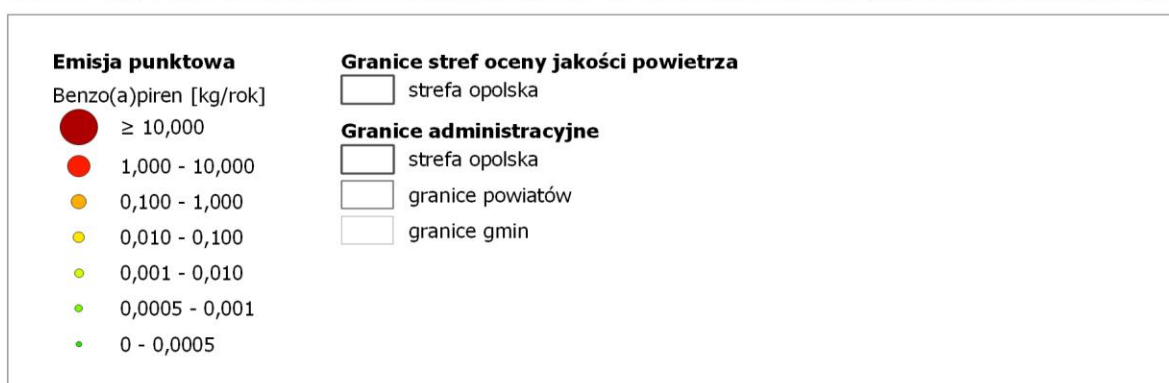 Emisja punktowa
Benzo(a)piren [kg/rok]
≥ 10,000
1,000 - 10,000
0,100 - 1,000
0,010 - 0,100
0,001 - 0,010
0,0005 - 0,001
0 - 0,0005
Granice stref oceny jakości powietrza
strefa opolska
Granice administracyjne
strefa opolska
granice powiatów
granice gmin